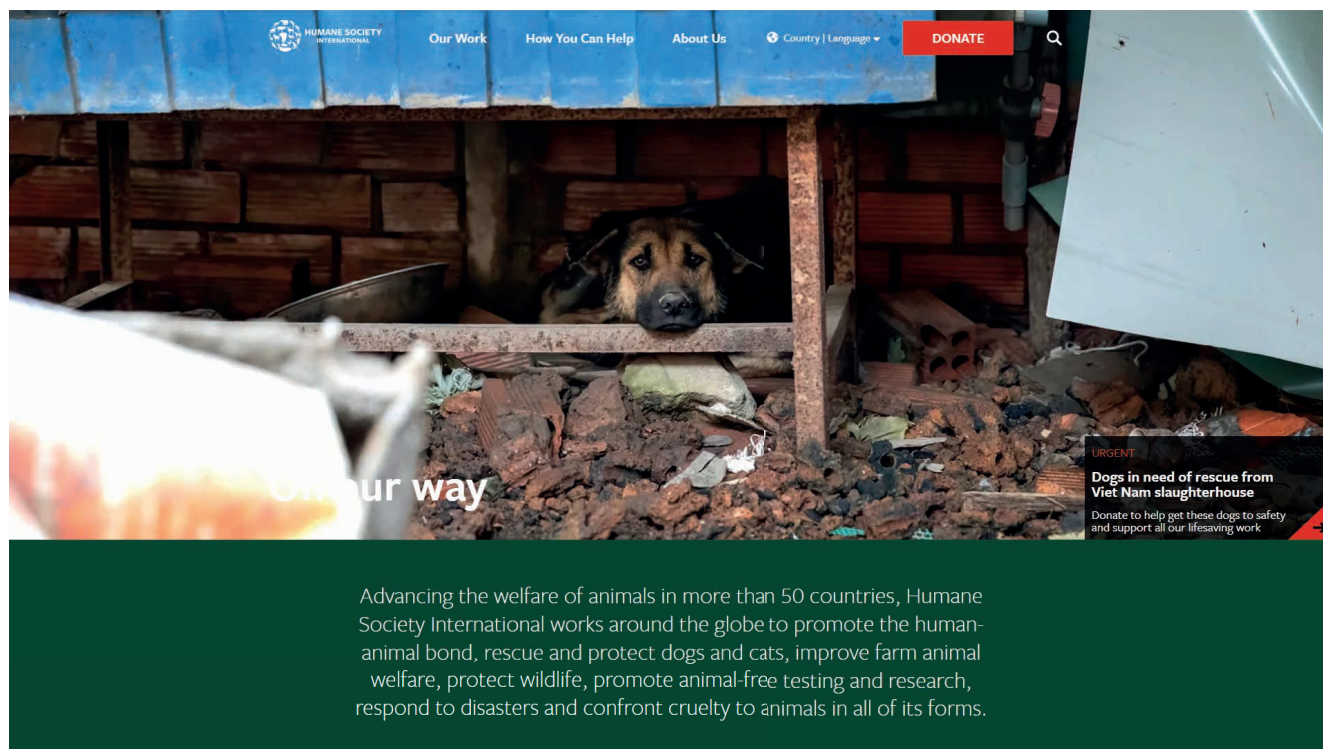 HUMANE SOCIETY
INTERNATIONAL
Our Work
How You Can Help
About Us
Country | Language
DONATE
our way
URGENT
Dogs in need of rescue from
Viet Nam slaughterhouse
Donate to help get these dogs to safety
and support all our lifesaving work
Advancing the welfare of animals in more than 50 countries, Humane
Society International works around the globe to promote the human-
animal bond, rescue and protect dogs and cats, improve farm animal
welfare, protect wildlife, promote animal-free testing and research,
respond to disasters and confront cruelty to animals in all of its forms.